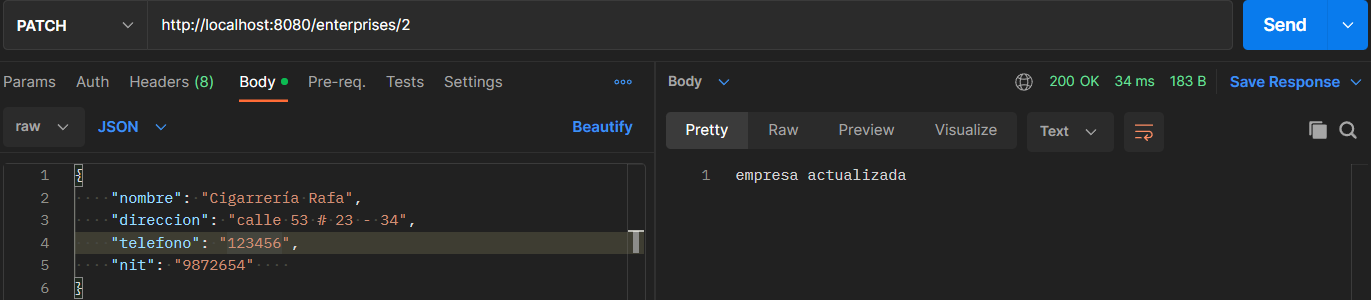 PATCH http://localhost:8080/enterprises/2 Send
Params Auth Headers (8) Body Pre-req. Tests Settings
Body 200 OK 34 ms 183 B Save Response
raw JSON Beautify
Pretty Raw Preview Visualize Text
1 {
2 "nombre": "Cigarrería Rafa",
3 "direccion": "calle 53 # 23 - 34",
4 "telefono": "123456",
5 "nit": "9872654"
6 }
1 empresa actualizada